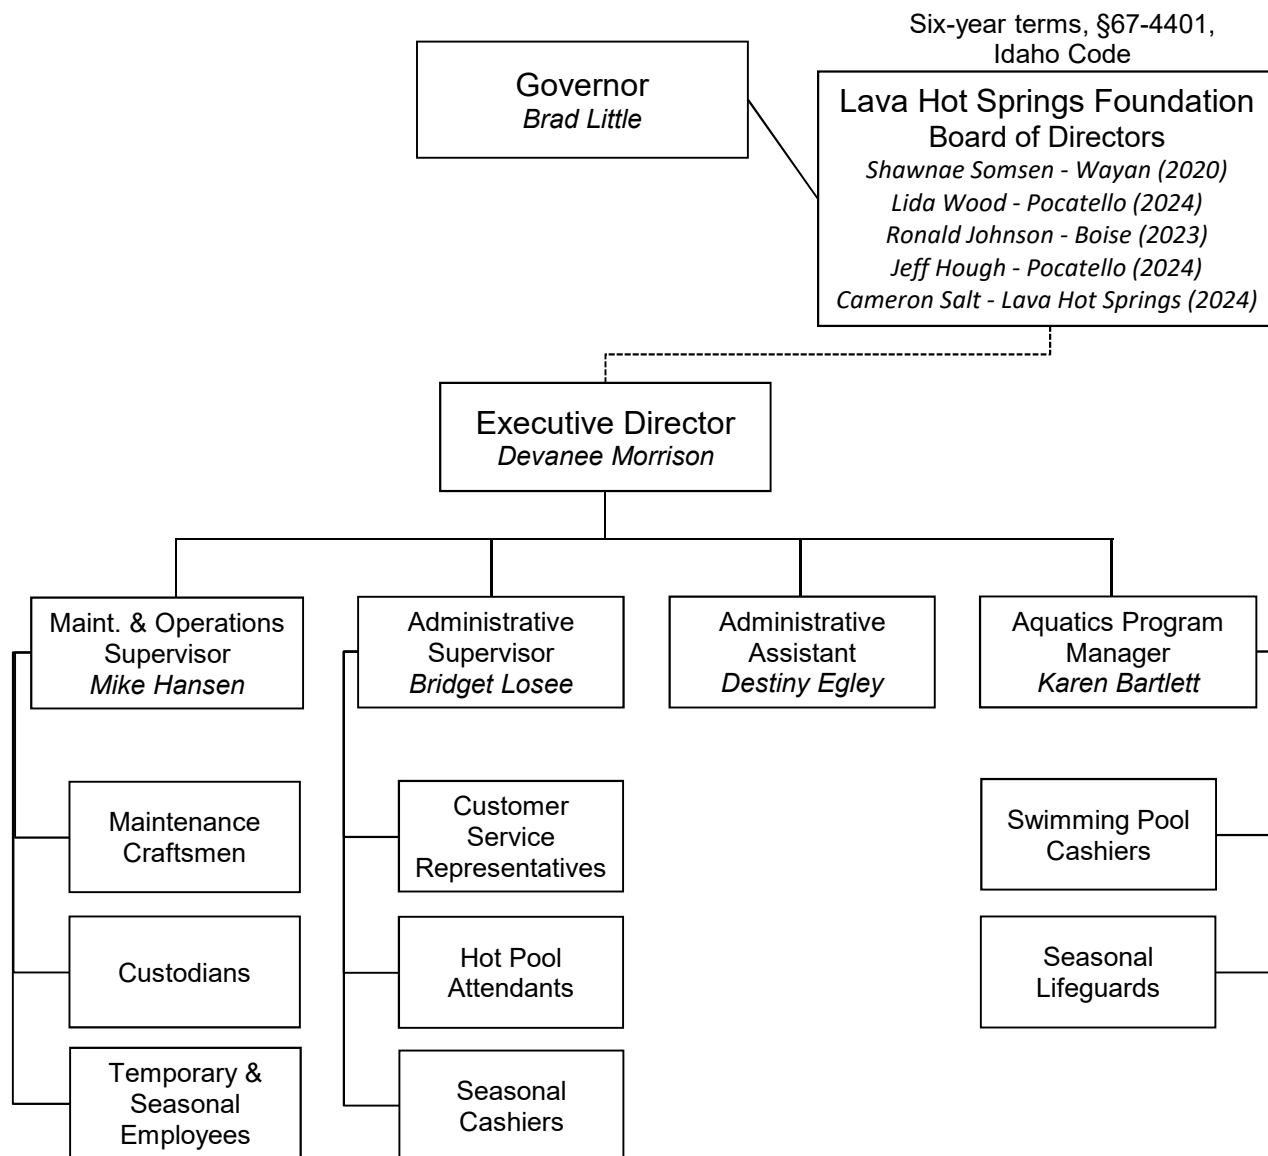 Six-year terms, §67-4401,
Idaho Code
Governor
Brad Little
Lava Hot Springs Foundation
Board of Directors
Shawnae Somsen - Wayan (2020)
Lida Wood - Pocatello (2024)
Ronald Johnson - Boise (2023)
Jeff Hough - Pocatello (2024)
Cameron Salt - Lava Hot Springs (2024)
Executive Director
Devanee Morrison
Maint. & Operations
Supervisor
Mike Hansen
Administrative
Supervisor
Bridget Losee
Administrative
Assistant
Destiny Egley
Aquatics Program
Manager
Karen Bartlett
Maintenance
Craftsmen
Customer
Service
Representatives
Swimming Pool
Cashiers
Custodians
Hot Pool
Attendants
Seasonal
Lifeguards
Temporary &
Seasonal
Employees
Seasonal
Cashiers